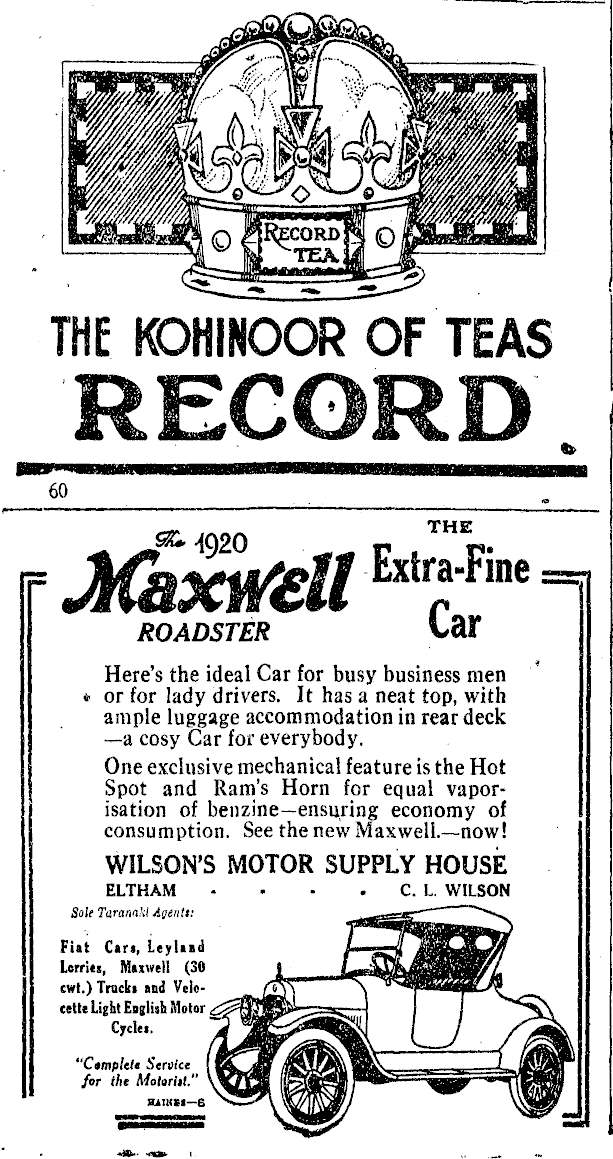 RECORD
TEA
THE KOHINOOR OF TEAS
RECORD
60
The 1920
Maxwell
ROADSTER
THE
Extra-Fine
Car
Here's the ideal Car for busy business men
or for lady drivers. It has a neat top, with
ample luggage accommodation in rear deck
—a cosy Car for everybody.
One exclusive mechanical feature is the Hot
Spot and Ram's Horn for equal vapor-
isation of benzine—ensuring economy of
consumption. See the new Maxwell.—now!
WILSON'S MOTOR SUPPLY HOUSE
ELTHAM - - - - C. L. WILSON
Sole Taranaki Agents:
Fiat Cars, Leyland
Lorries, Maxwell (30
cwt.) Trucks and Velo-
cette Light English Motor
Cycles.
"Complete Service
for the Motorist."
HAINES—6